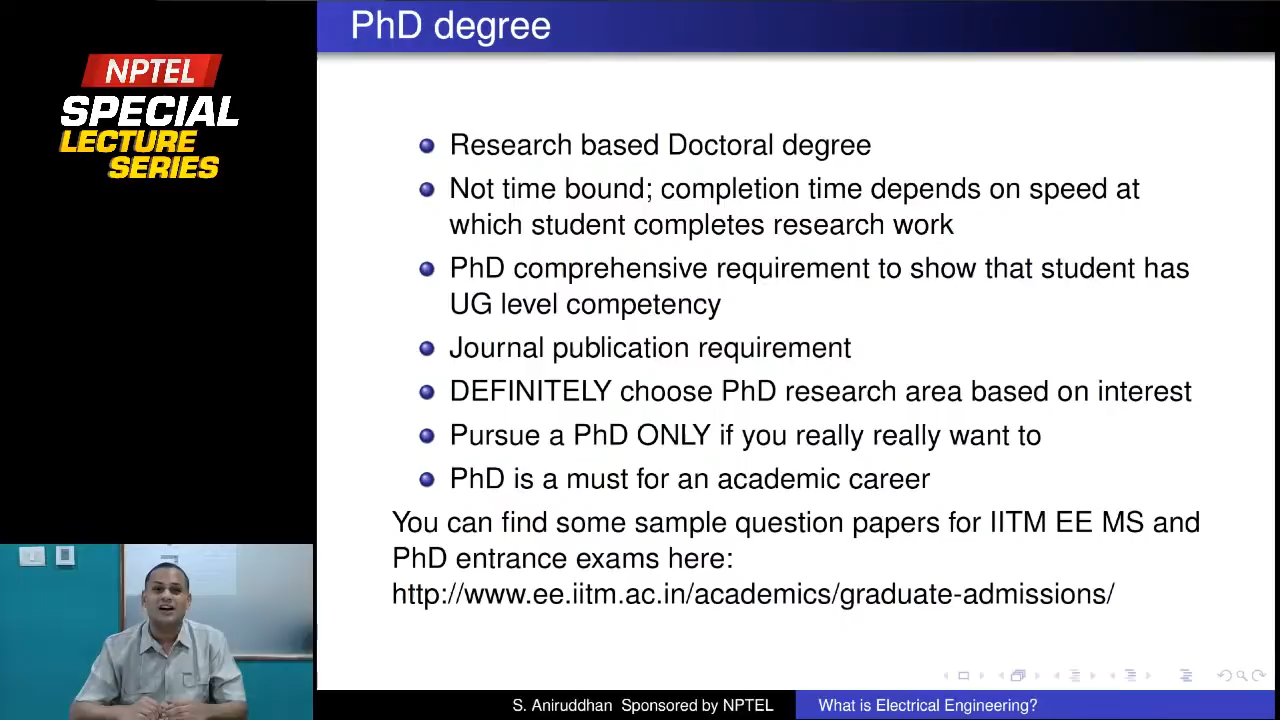 PhD degree
NPTEL
SPECIAL
LECTURE
SERIES
Research based Doctoral degree
Not time bound; completion time depends on speed at
which student completes research work
PhD comprehensive requirement to show that student has
UG level competency
Journal publication requirement
DEFINITELY choose PhD research area based on interest
Pursue a PhD ONLY if you really really want to
PhD is a must for an academic career
You can find some sample question papers for IITM EE MS and
PhD entrance exams here:
http://www.ee.iitm.ac.in/academics/graduate-admissions/
S. Aniruddhan Sponsored by NPTEL
What is Electrical Engineering?